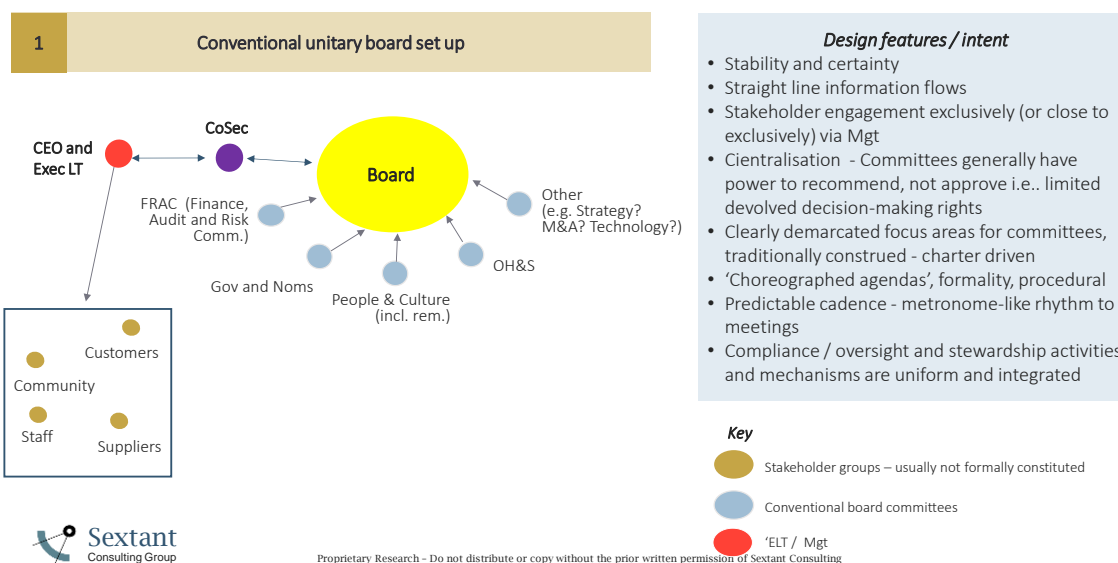 1
Conventional unitary board set up
CEO and
Exec LT
CoSec
Board
FRAC (Finance,
Audit and Risk
Comm.)
Gov and Noms
People & Culture
(incl. rem.)
OH&S
Other
(e.g. Strategy?
M&A? Technology?)
Customers
Community
Staff
Suppliers
Design features / intent
• Stability and certainty
• Straight line information flows
• Stakeholder engagement exclusively (or close to
exclusively) via Mgt
• Cientralisation - Committees generally have
power to recommend, not approve i.e.. limited
devolved decision-making rights
• Clearly demarcated focus areas for committees,
traditionally construed - charter driven
• ‘Choreographed agendas’, formality, procedural
• Predictable cadence - metronome-like rhythm to
meetings
• Compliance / oversight and stewardship activities
and mechanisms are uniform and integrated
Key
Stakeholder groups – usually not formally constituted
Conventional board committees
‘ELT / Mgt
Sextant
Consulting Group
Proprietary Research – Do not distribute or copy without the prior written permission of Sextant Consulting